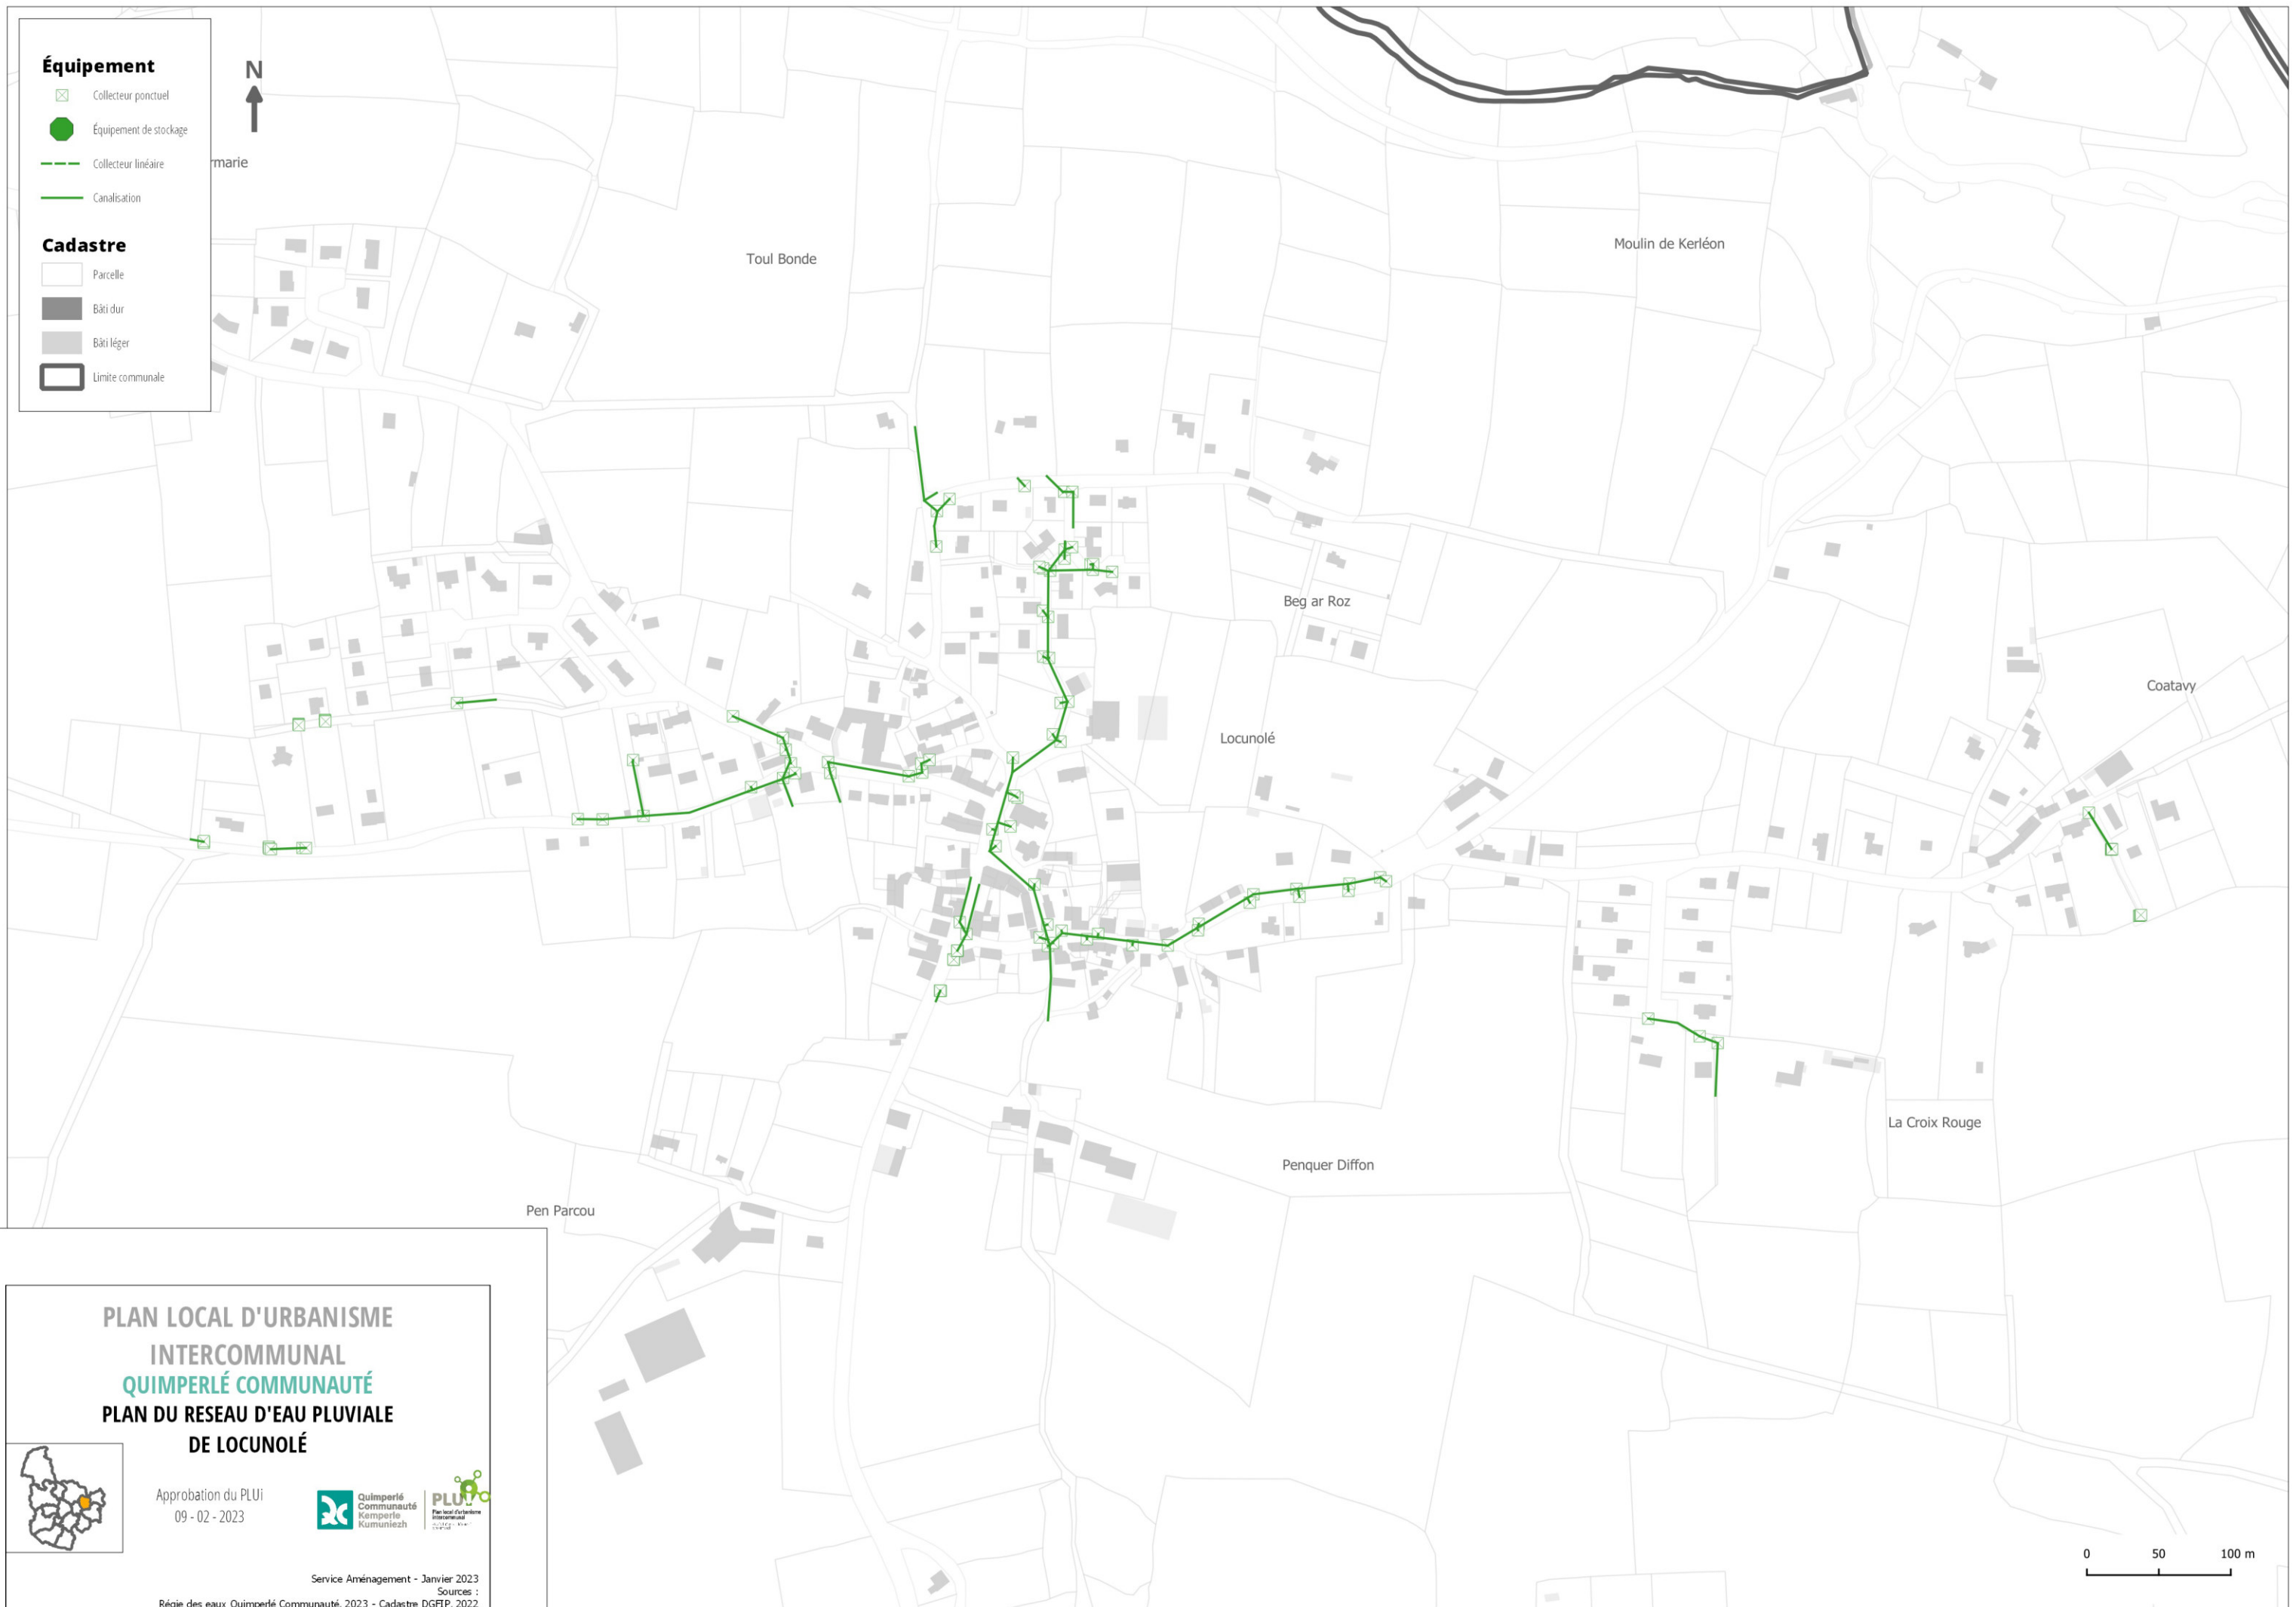 Équipement
Collecteur ponctuel
Équipement de stockage
Collecteur linéaire
Canalisation
Cadastre
Parcelle
Bâti dur
Bâti léger
Limite communale
N
rmarie
Toul Bonde
Moulin de Kerléon
Beg ar Roz
Coatavy
Locunolé
La Croix Rouge
Penquer Diffon
Pen Parcou
PLAN LOCAL D'URBANISME
INTERCOMMUNAL
QUIMPERLÉ COMMUNAUTÉ
PLAN DU RESEAU D'EAU PLUVIALE
DE LOCUNOLÉ
Approbation du PLUi
09 - 02 - 2023
Quimperlé
Communauté
Kemperle
Kumuniezh
PLUi
Plan local d'urbanisme
intercommunal
Service Aménagement - Janvier 2023
Sources :
Régie des eaux Quimperlé Communauté, 2023 - Cadastre DGFIP, 2022
0 50 100 m